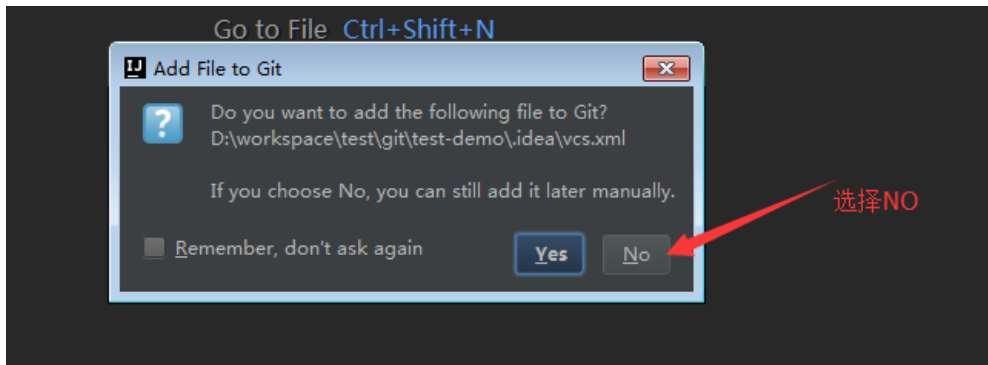 Go to File Ctrl+Shift+N
IJ Add File to Git
Do you want to add the following file to Git?
D:\workspace\test\git\test-demo\.idea\vcs.xml
If you choose No, you can still add it later manually.
选择NO
Remember, don't ask again
Yes
No